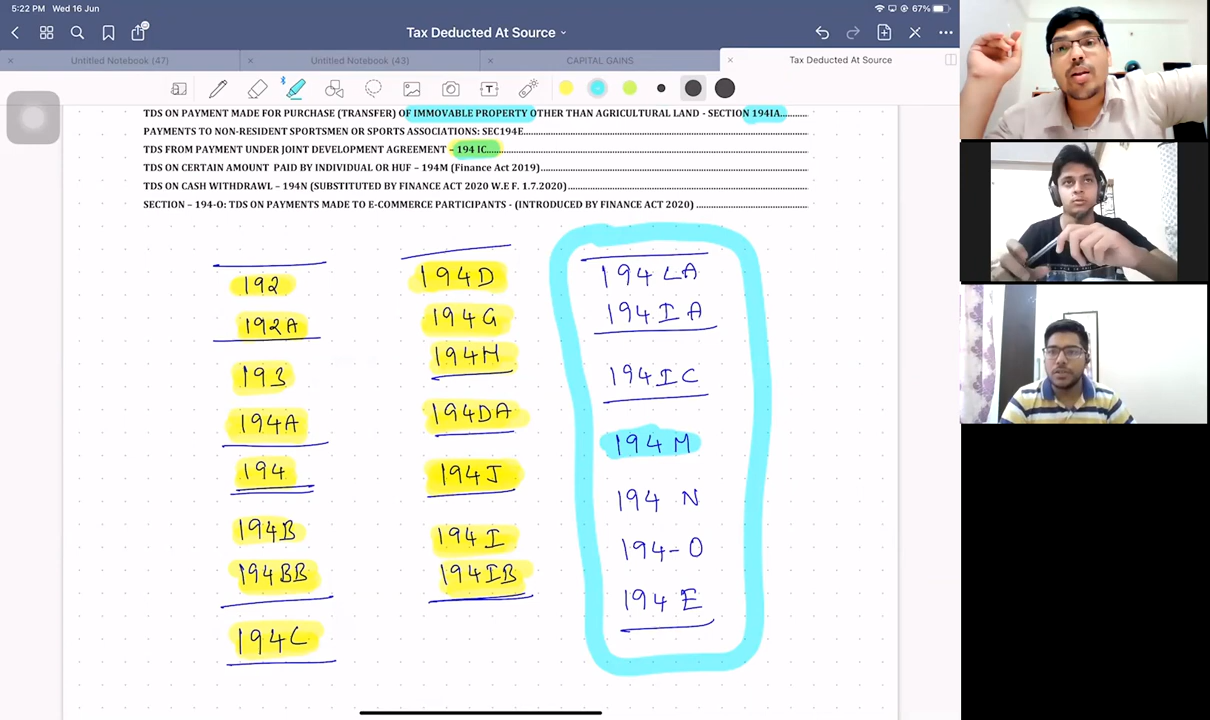 5:22 PM Wed 16 Jun
67%
Tax Deducted At Source
Untitled Notebook (47)
Untitled Notebook (43)
CAPITAL GAINS
Tax Deducted At Source
TDS ON PAYMENT MADE FOR PURCHASE (TRANSFER) OF IMMOVABLE PROPERTY OTHER THAN AGRICULTURAL LAND - SECTION 194IA
PAYMENTS TO NON-RESIDENT SPORTSMEN OR SPORTS ASSOCIATIONS: SEC194E
TDS FROM PAYMENT UNDER JOINT DEVELOPMENT AGREEMENT - 194 IC
TDS ON CERTAIN AMOUNT PAID BY INDIVIDUAL OR HUF – 194M (Finance Act 2019)
TDS ON CASH WITHDRAWL – 194N (SUBSTITUTED BY FINANCE ACT 2020 W.E.F. 1.7.2020)
SECTION – 194-O: TDS ON PAYMENTS MADE TO E-COMMERCE PARTICIPANTS - (INTRODUCED BY FINANCE ACT 2020)
192
192A
193
194A
194
194B
194BB
194C
194D
194G
194H
194DA
194J
194I
194IB
194LA
194IA
194IC
194M
194 N
194-O
194 E